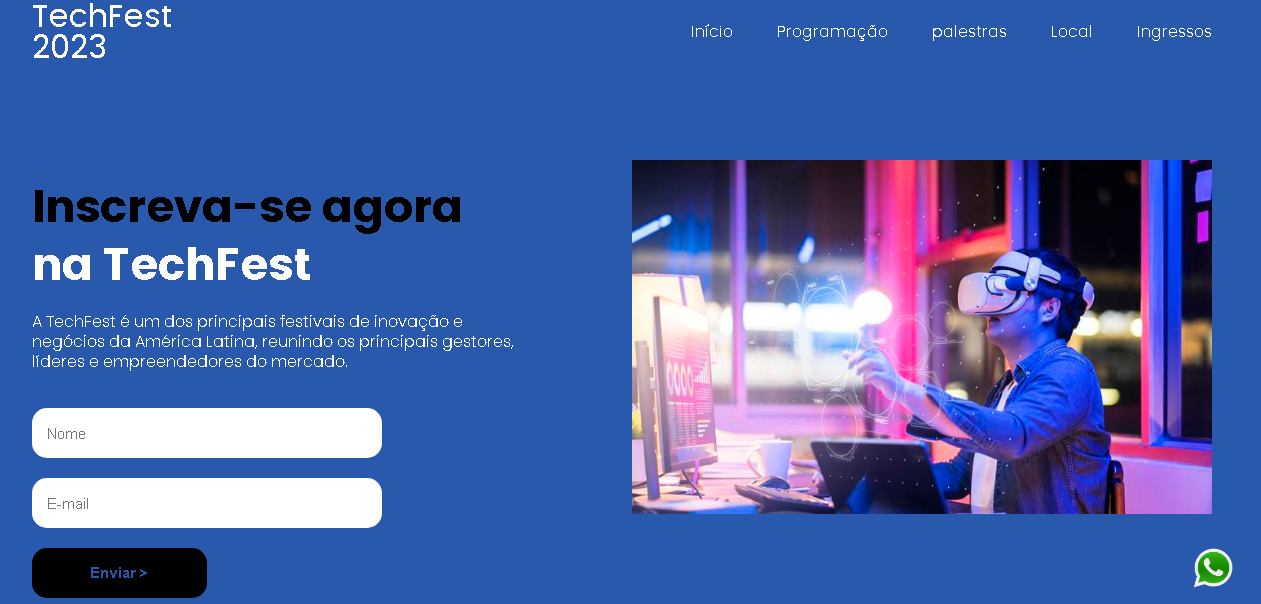 TechFest
2023
Início
Programação
palestras
Local
Ingressos
Inscreva-se agora
na TechFest
A TechFest é um dos principais festivais de inovação e
negócios da América Latina, reunindo os principais gestores,
líderes e empreendedores do mercado.
Nome
E-mail
Enviar >